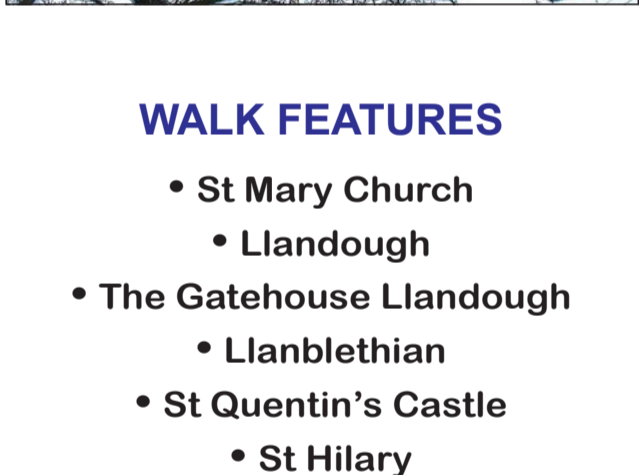 WALK FEATURES
• St Mary Church
• Llandough
• The Gatehouse Llandough
• Llanblethian
• St Quentin’s Castle
• St Hilary